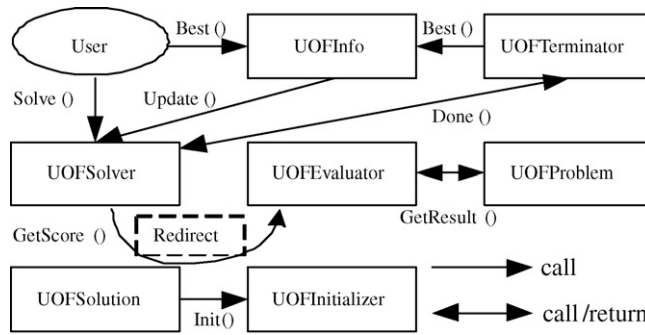 User
Best ()
UOFInfo
Best ()
UOFTerminator
Solve ()
Update ()
Done ()
UOFSolver
UOFEvaluator
UOFProblem
GetScore ()
Redirect
GetResult ()
UOFSolution
Init()
UOFInitializer
call
call/return